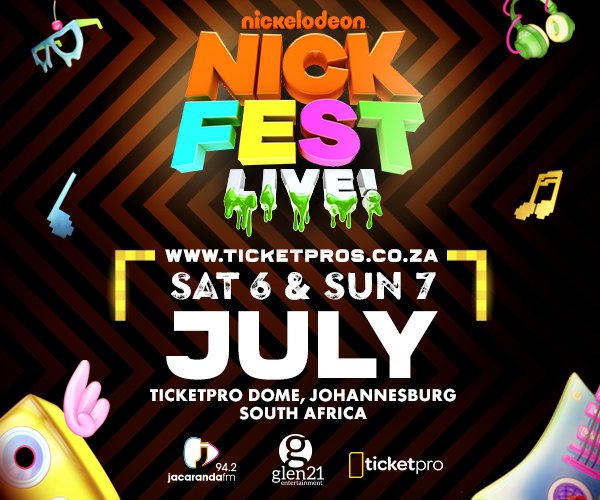 nickelodeon
NICK
FEST
LIVE!
WWW.TICKETPROS.CO.ZA
SAT 6 & SUN 7
JULY
TICKETPRO DOME, JOHANNESBURG
SOUTH AFRICA
94.2
jacarandafm
g
glen21
entertainment
ticketpro